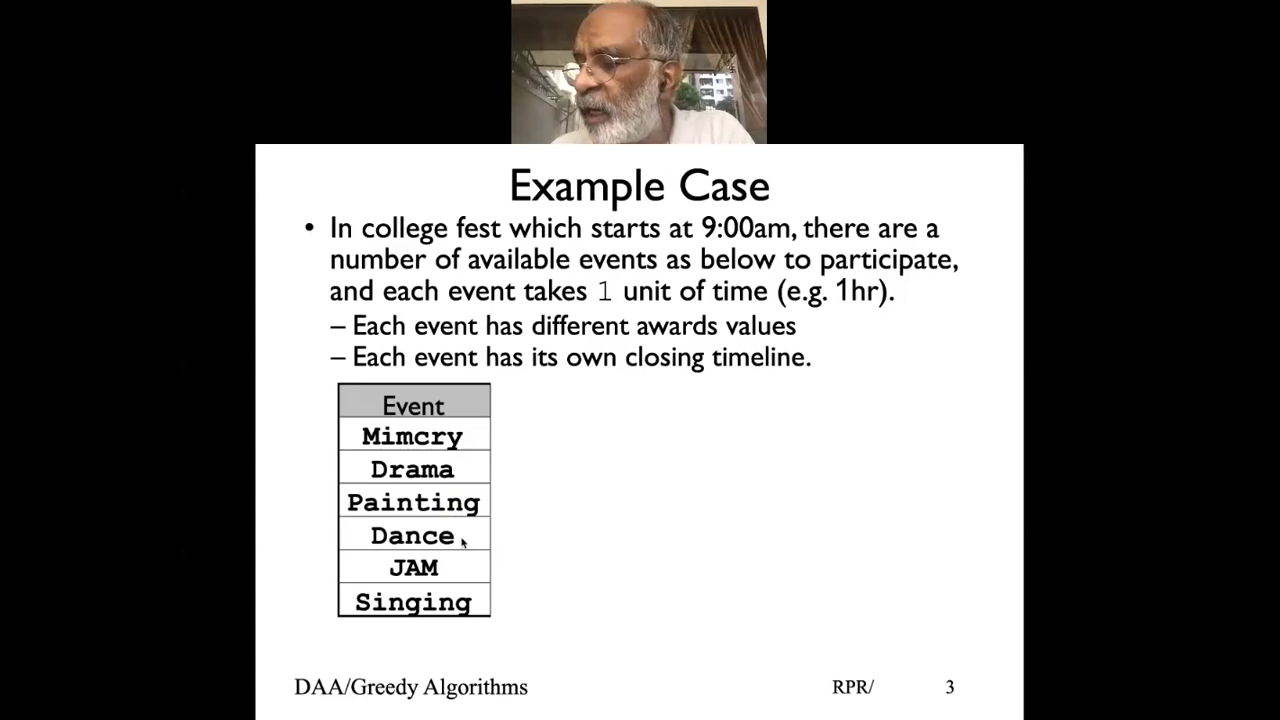 Example Case
• In college fest which starts at 9:00am, there are a
number of available events as below to participate,
and each event takes 1 unit of time (e.g. 1hr).
– Each event has different awards values
– Each event has its own closing timeline.
Event
Mimcry
Drama
Painting
Dance
JAM
Singing
DAA/Greedy Algorithms RPR/ 3